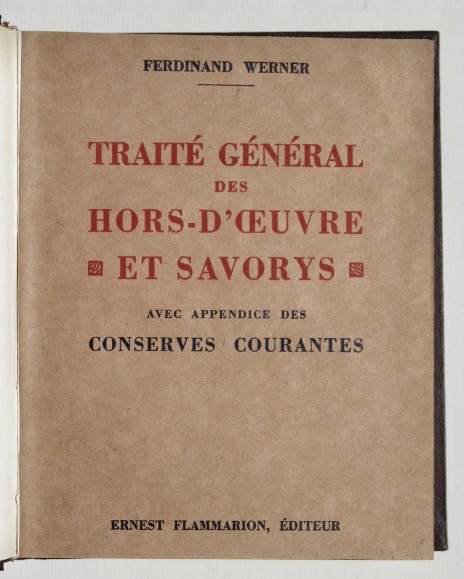 FERDINAND WERNER
TRAITÉ GÉNÉRAL
DES
HORS-D'ŒUVRE
ET SAVORYS
AVEC APPENDICE DES
CONSERVES COURANTES
ERNEST FLAMMARION, ÉDITEUR